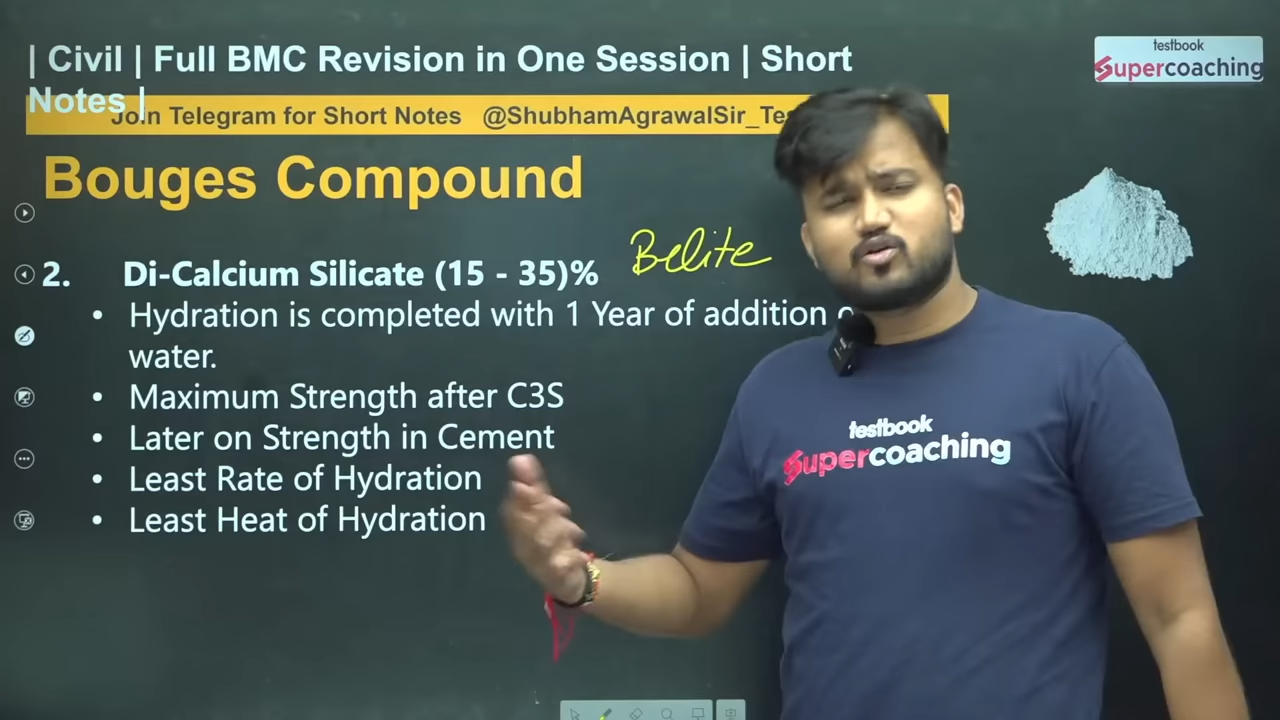 | Civil | Full BMC Revision in One Session | Short
Notes |
testbook
Supercoaching
Join Telegram for Short Notes @ShubhamAgrawalSir_Tes
Bouges Compound
Belite
2. Di-Calcium Silicate (15 - 35)%
• Hydration is completed with 1 Year of addition
water.
• Maximum Strength after C3S
• Later on Strength in Cement
• Least Rate of Hydration
• Least Heat of Hydration
testbook
Supercoaching